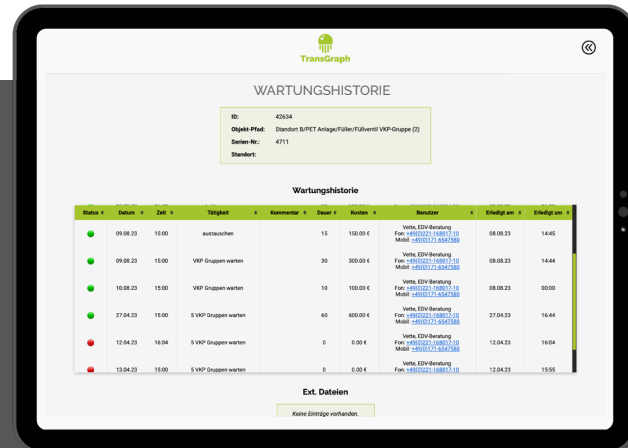 TransGraph
WARTUNGSHISTORIE
ID: 42634
Objekt-Pfad: Standort B/PET Anlage/Füller/Füllventil VKP-Gruppe (2)
Serien-Nr.: 4711
Standort:
Wartungshistorie
Status Datum Zeit Tätigkeit Kommentar Dauer Kosten Benutzer Erledigt am Erledigt um
Vette, EDV-Beratung
09.08.23 15:00 austauschen 15 150.00 € Fon: +49(0)221-168017-10 08.08.23 14:45
Mobil: +49(0)171-6547580
Vette, EDV-Beratung
09.08.23 15:00 VKP Gruppen warten 30 300.00 € Fon: +49(0)221-168017-10 08.08.23 14:44
Mobil: +49(0)171-6547580
Vette, EDV-Beratung
10.08.23 15:00 VKP Gruppen warten 10 100.00 € Fon: +49(0)221-168017-10 08.08.23 00:00
Mobil: +49(0)171-6547580
Vette, EDV-Beratung
27.04.23 15:00 5 VKP Gruppen warten 60 600.00 € Fon: +49(0)221-168017-10 27.04.23 16:44
Mobil: +49(0)171-6547580
Vette, EDV-Beratung
12.04.23 16:04 5 VKP Gruppen warten 0 0.00 € Fon: +49(0)221-168017-10 12.04.23 16:04
Mobil: +49(0)171-6547580
Vette, EDV-Beratung
13.04.23 15:00 5 VKP Gruppen warten 0 0.00 € Fon: +49(0)221-168017-10 12.04.23 15:55
Ext. Dateien
Keine Einträge vorhanden.